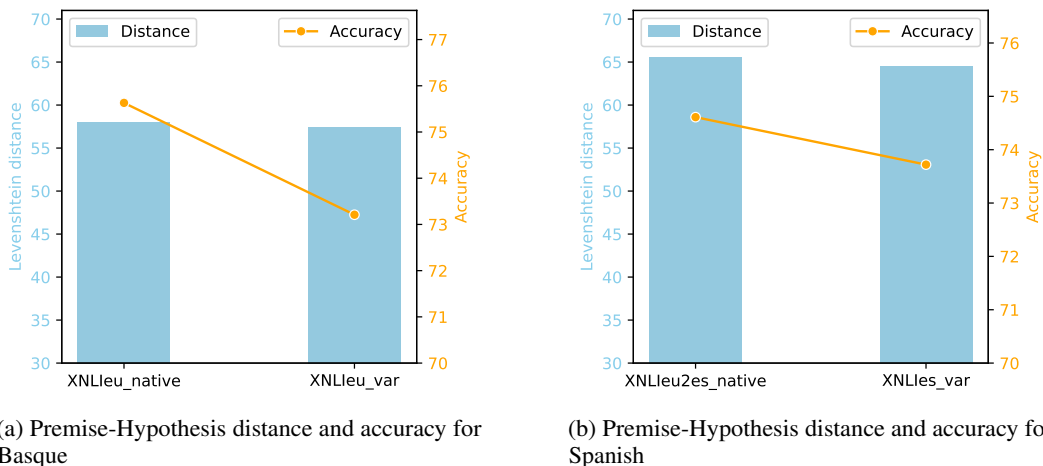 Distance
Accuracy
70
65
60
55
50
45
40
35
30
Levenshtein distance
77
76
75
74
73
72
71
70
Accuracy
XNLIeu_native
XNLIeu_var
(a) Premise-Hypothesis distance and accuracy for
Basque
Distance
Accuracy
70
65
60
55
50
45
40
35
30
Levenshtein distance
76
75
74
73
72
71
70
Accuracy
XNLIeu2es_native
XNLIes_var
(b) Premise-Hypothesis distance and accuracy fo
Spanish